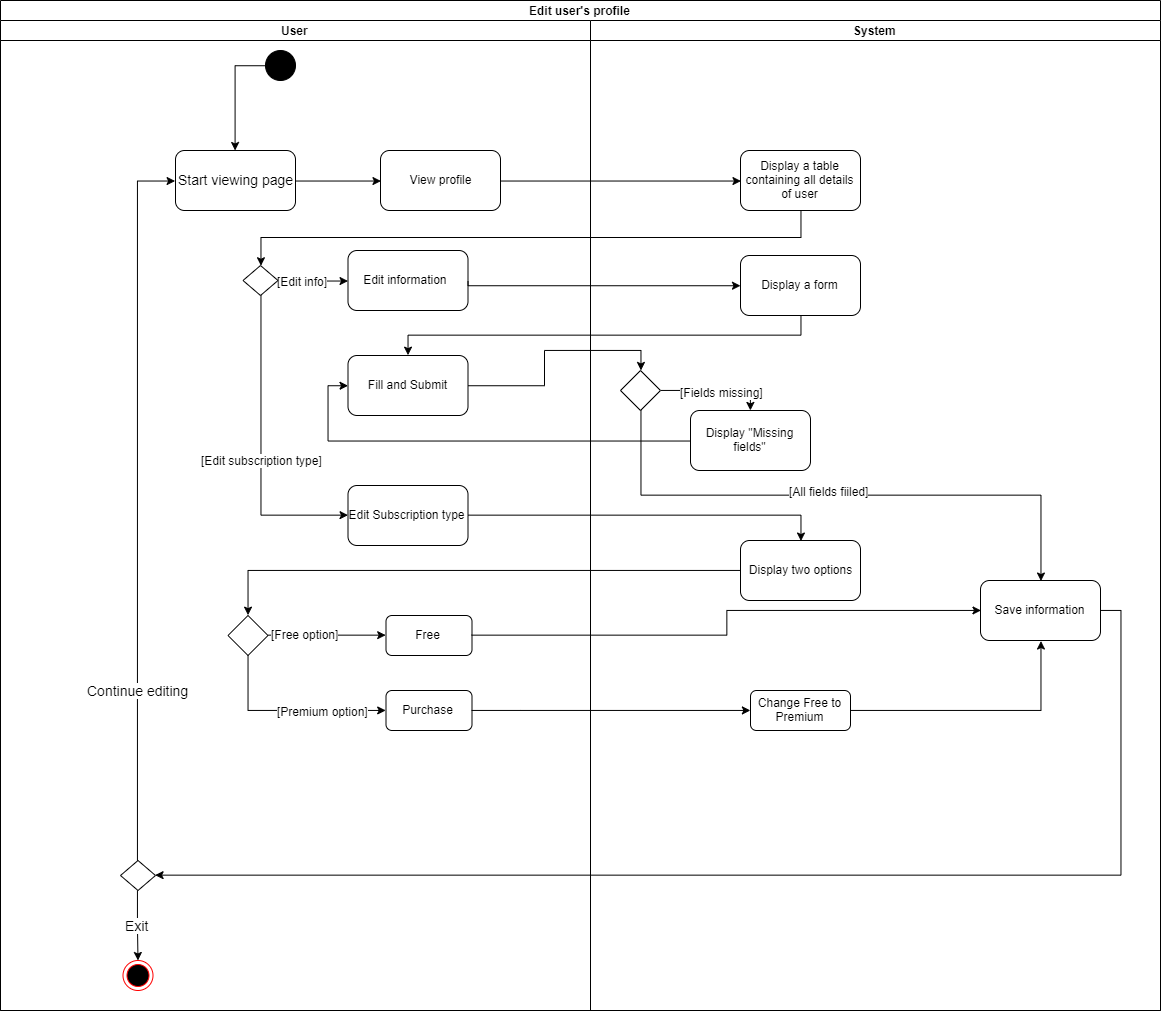 Edit user's profile
User
System
Start viewing page
View profile
Display a table
containing all details
of user
[Edit info]
Edit information
Display a form
Fill and Submit
[Fields missing]
Display "Missing
fields"
[Edit subscription type]
[All fields fiiled]
Edit Subscription type
Display two options
Save information
[Free option]
Free
Continue editing
[Premium option]
Purchase
Change Free to
Premium
Exit